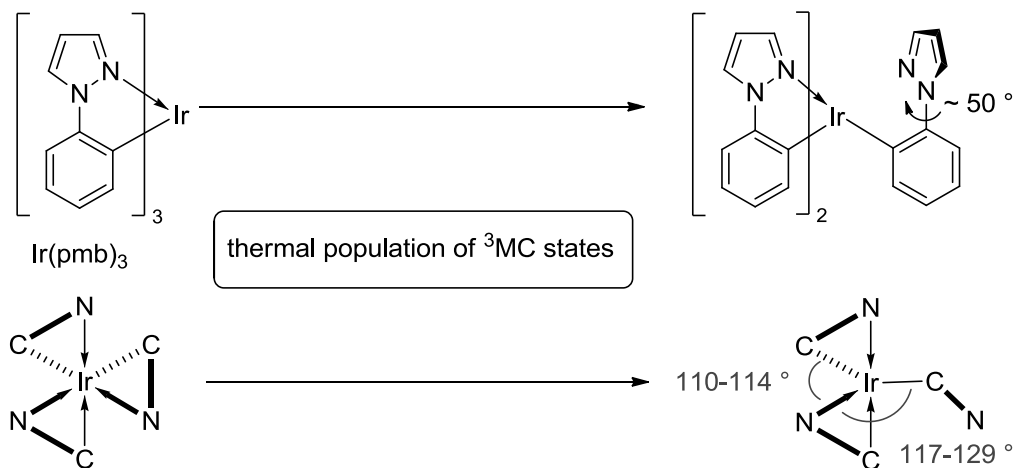 N
N
Ir
3
Ir(pmb)3
N
N
Ir
2
N
N
~ 50 °
thermal population of 3MC states
N
C
C
Ir
N
N
C
N
C
110-114 °
Ir
C
N
N
C
117-129 °